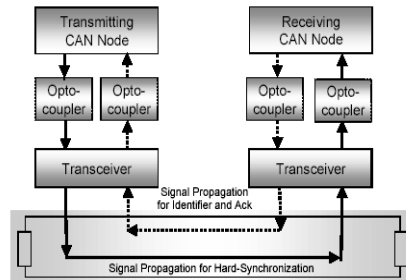 Transmitting
CAN Node
Receiving
CAN Node
Opto-
coupler
Opto-
coupler
Opto-
coupler
Opto-
coupler
Transceiver
Transceiver
Signal Propagation
for Identifier and Ack
Signal Propagation for Hard-Synchronization